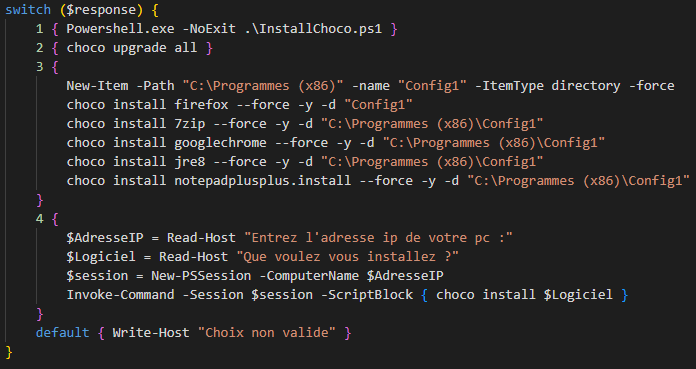 switch ($response) {
1 { Powershell.exe -NoExit .\InstallChoco.ps1 }
2 { choco upgrade all }
3 {
New-Item -Path "C:\Programmes (x86)" -name "Config1" -ItemType directory -force
choco install firefox --force -y -d "Config1"
choco install 7zip --force -y -d "C:\Programmes (x86)\Config1"
choco install googlechrome --force -y -d "C:\Programmes (x86)\Config1"
choco install jre8 --force -y -d "C:\Programmes (x86)\Config1"
choco install notepadplusplus.install --force -y -d "C:\Programmes (x86)\Config1"
}
4 {
$AdresseIP = Read-Host "Entrez l'adresse ip de votre pc :"
$Logiciel = Read-Host "Que voulez vous installez ?"
$session = New-PSSession -ComputerName $AdresseIP
Invoke-Command -Session $session -ScriptBlock { choco install $Logiciel }
}
default { Write-Host "Choix non valide" }
}